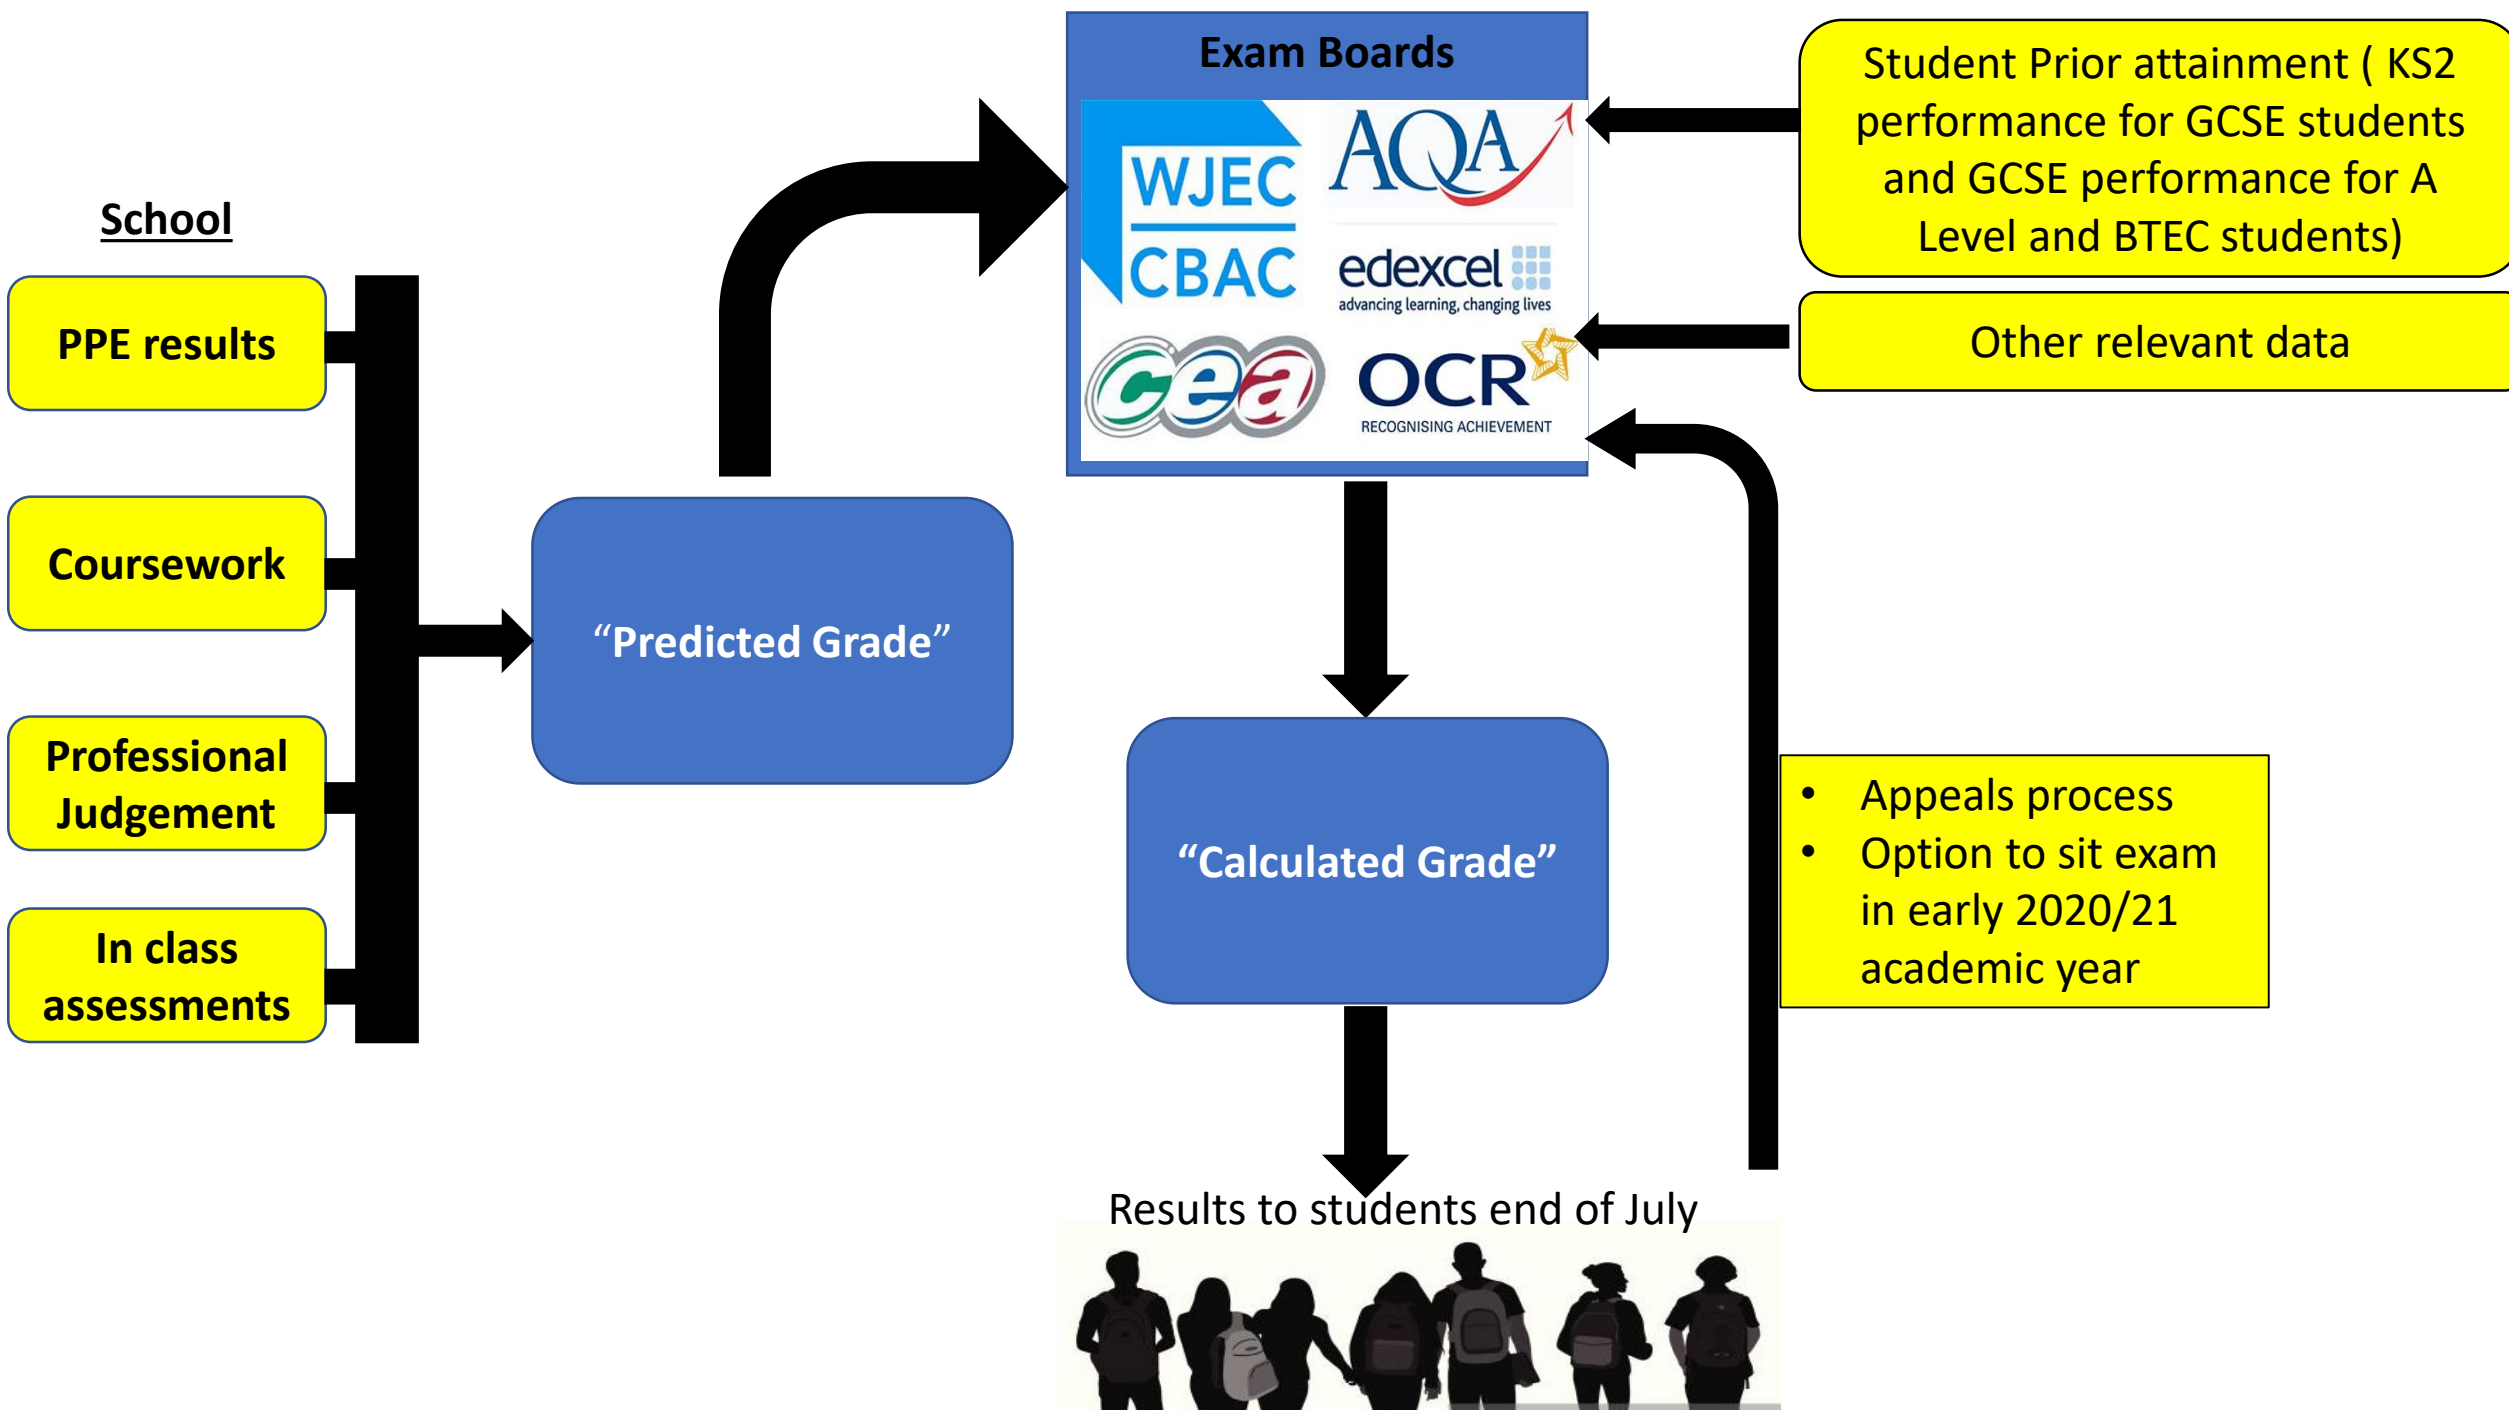 School
PPE results
Coursework
Professional
Judgement
In class
assessments
“Predicted Grade”
Exam Boards
WJEC
CBAC
AQA
edexcel
advancing learning, changing lives
cea
OCR
RECOGNISING ACHIEVEMENT
Student Prior attainment ( KS2
performance for GCSE students
and GCSE performance for A
Level and BTEC students)
Other relevant data
“Calculated Grade”
• Appeals process
• Option to sit exam
in early 2020/21
academic year
Results to students end of July